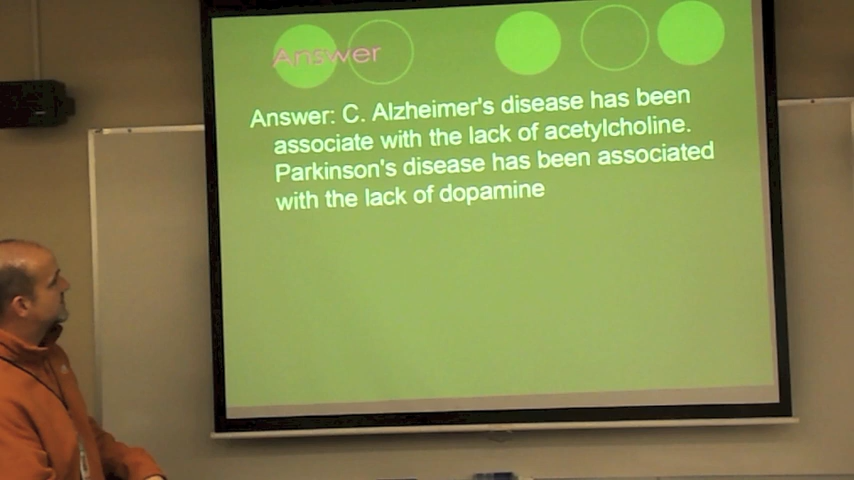 Answer
Answer: C. Alzheimer's disease has been
associate with the lack of acetylcholine.
Parkinson's disease has been associated
with the lack of dopamine